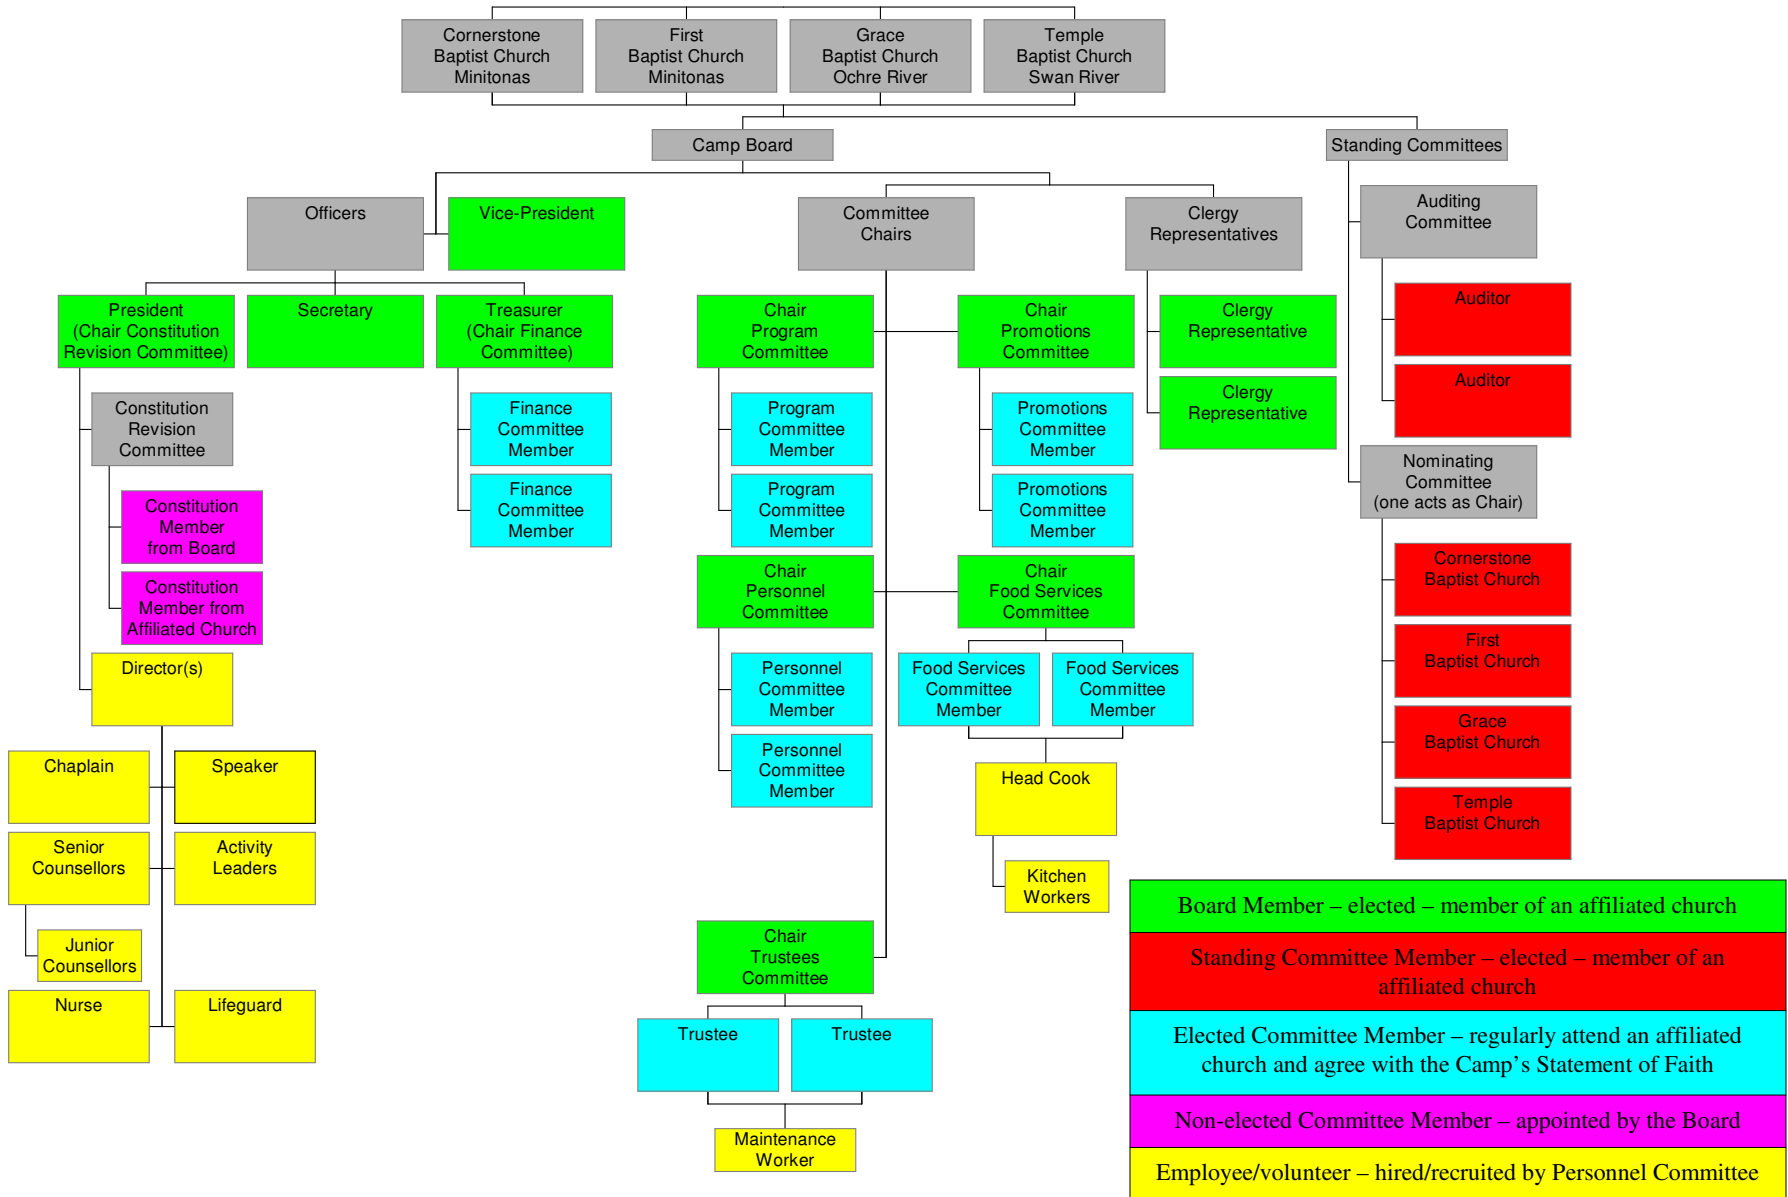 Cornerstone
Baptist Church
Minitonas
First
Baptist Church
Minitonas
Grace
Baptist Church
Ochre River
Temple
Baptist Church
Swan River
Camp Board
Standing Committees
Officers
Vice-President
Committee
Chairs
Clergy
Representatives
Auditing
Committee
President
(Chair Constitution
Revision Committee)
Secretary
Treasurer
(Chair Finance
Committee)
Chair
Program
Committee
Chair
Promotions
Committee
Clergy
Representative
Clergy
Representative
Auditor
Auditor
Constitution
Revision
Committee
Finance
Committee
Member
Finance
Committee
Member
Program
Committee
Member
Program
Committee
Member
Promotions
Committee
Member
Promotions
Committee
Member
Nominating
Committee
(one acts as Chair)
Constitution
Member
from Board
Constitution
Member from
Affiliated Church
Chair
Personnel
Committee
Chair
Food Services
Committee
Cornerstone
Baptist Church
First
Baptist Church
Grace
Baptist Church
Temple
Baptist Church
Director(s)
Personnel
Committee
Member
Personnel
Committee
Member
Food Services
Committee
Member
Food Services
Committee
Member
Chaplain
Speaker
Senior
Counsellors
Activity
Leaders
Junior
Counsellors
Nurse
Lifeguard
Head Cook
Kitchen
Workers
Chair
Trustees
Committee
Trustee
Trustee
Maintenance
Worker
Board Member – elected – member of an affiliated church
Standing Committee Member – elected – member of an
affiliated church
Elected Committee Member – regularly attend an affiliated
church and agree with the Camp’s Statement of Faith
Non-elected Committee Member – appointed by the Board
Employee/volunteer – hired/recruited by Personnel Committee